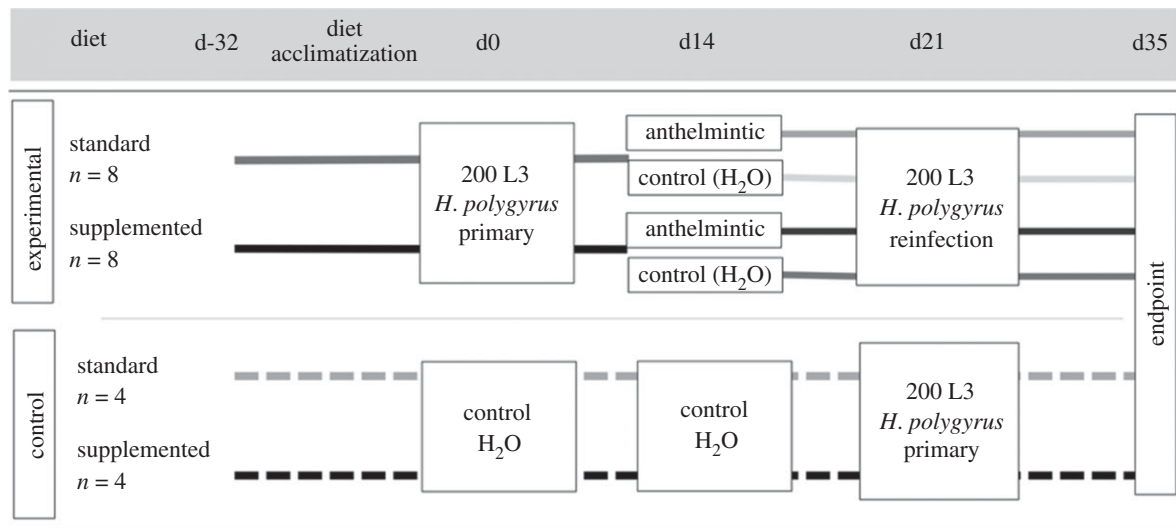 diet d-32 diet d0 d14 d21 d35
acclimatization
experimental
standard
n = 8
supplemented
n = 8
200 L3
H. polygyrus
primary
anthelmintic
control (H₂O)
anthelmintic
control (H₂O)
200 L3
H. polygyrus
reinfection
endpoint
control
standard
n = 4
supplemented
n = 4
control
H₂O
control
H₂O
200 L3
H. polygyrus
primary